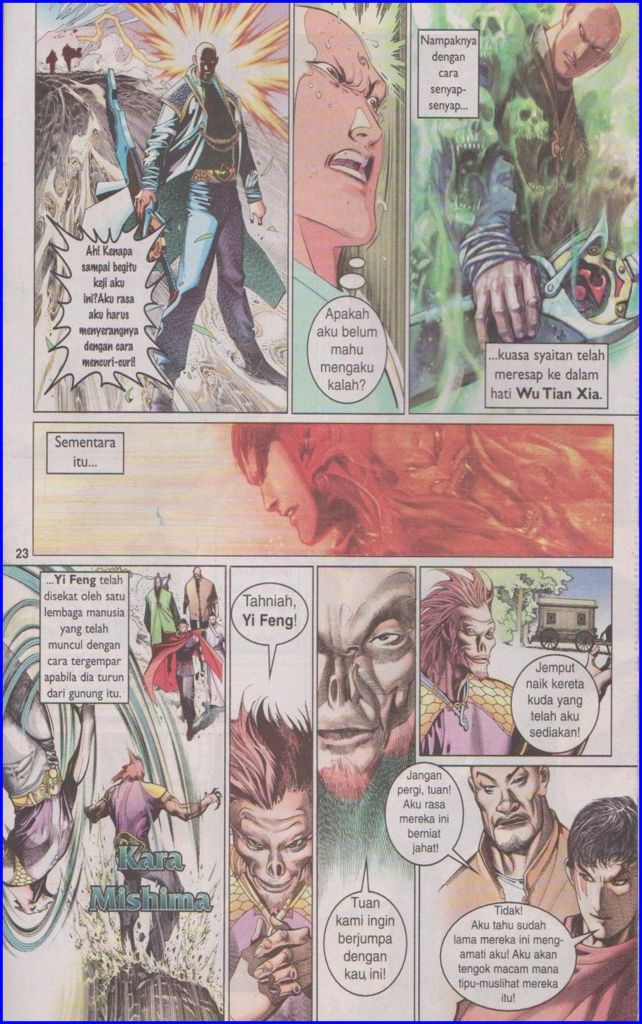 Ah! Kenapa
sampai begitu
keji aku
ini?Aku rasa
aku harus
menyerangnya
dengan cara
mencuri-curi!
Apakah
aku belum
mahu
mengaku
kalah?
Nampaknya
dengan
cara
senyap-
senyap...
...kuasa syaitan telah
meresap ke dalam
hati Wu Tian Xia.
Sementara
itu...
23
...Yi Feng telah
disekat oleh satu
lembaga manusia
yang telah
muncul dengan
cara tergempar
apabila dia turun
dari gunung itu.
Kara
Mishima
Tahniah,
Yi Feng!
Tuan
kami ingin
berjumpa
dengan
kau, ini!
Jemput
naik kereta
kuda yang
telah aku
sediakan!
Jangan
pergi, tuan!
Aku rasa
mereka ini
berniat
jahat!
Tidak!
Aku tahu sudah
lama mereka ini meng-
amati aku! Aku akan
tengok macam mana
tipu-muslihat mereka
itu!